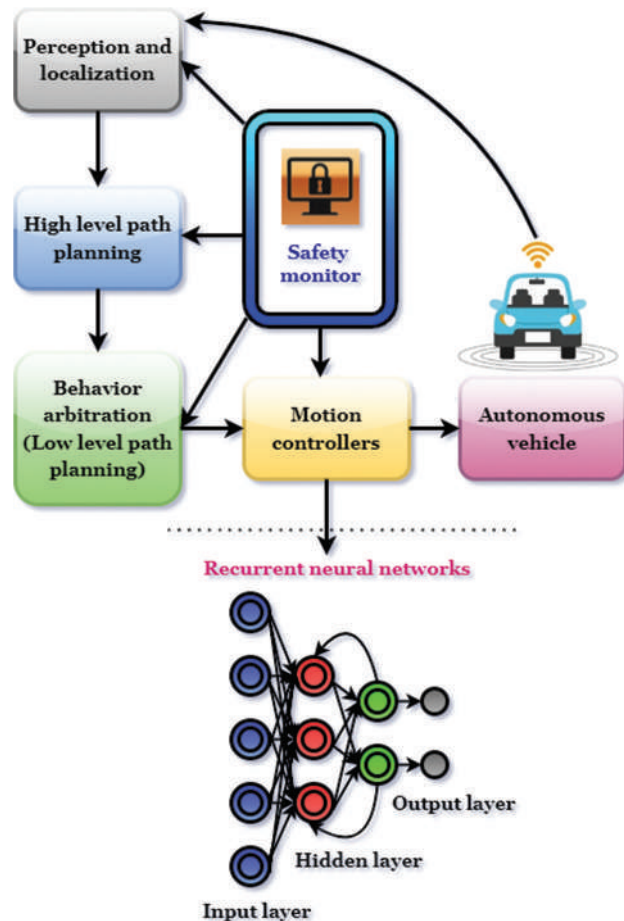 Perception and
localization
High level path
planning
Safety
monitor
Behavior
arbitration
(Low level path
planning)
Motion
controllers
Autonomous
vehicle
Recurrent neural networks
Output layer
Hidden layer
Input layer